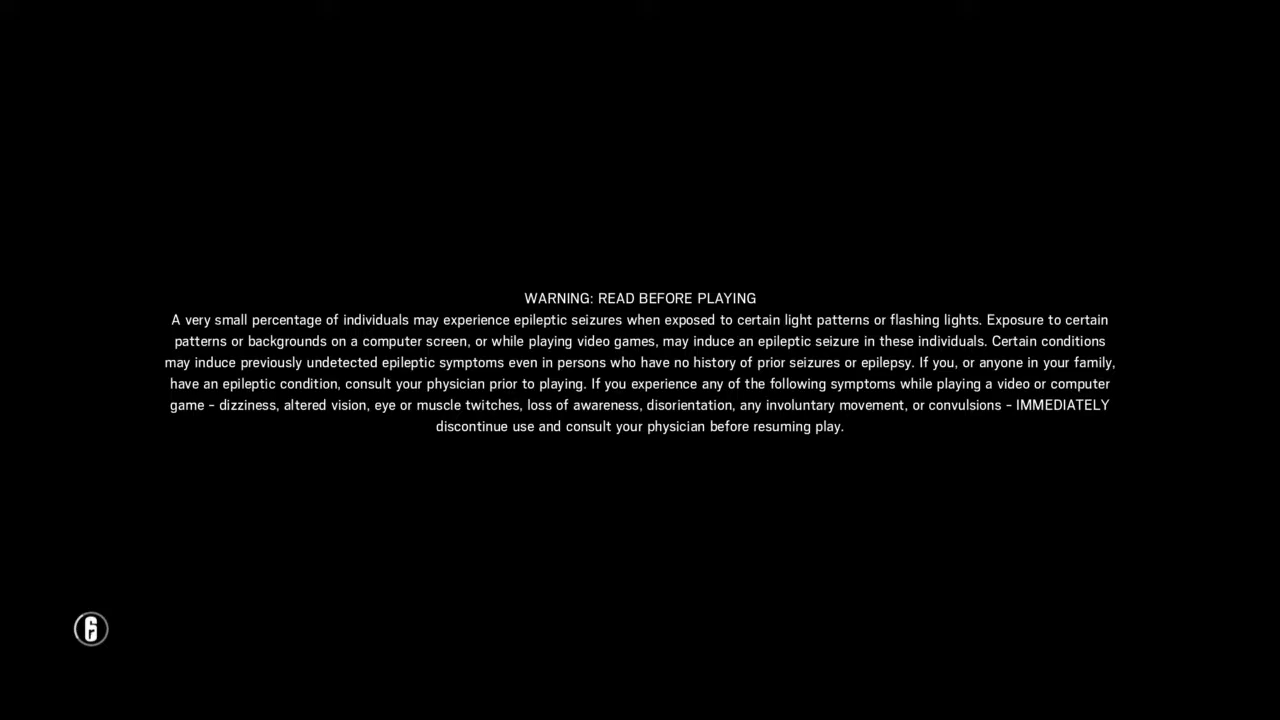 WARNING: READ BEFORE PLAYING
A very small percentage of individuals may experience epileptic seizures when exposed to certain light patterns or flashing lights. Exposure to certain
patterns or backgrounds on a computer screen, or while playing video games, may induce an epileptic seizure in these individuals. Certain conditions
may induce previously undetected epileptic symptoms even in persons who have no history of prior seizures or epilepsy. If you, or anyone in your family,
have an epileptic condition, consult your physician prior to playing. If you experience any of the following symptoms while playing a video or computer
game - dizziness, altered vision, eye or muscle twitches, loss of awareness, disorientation, any involuntary movement, or convulsions - IMMEDIATELY
discontinue use and consult your physician before resuming play.
6